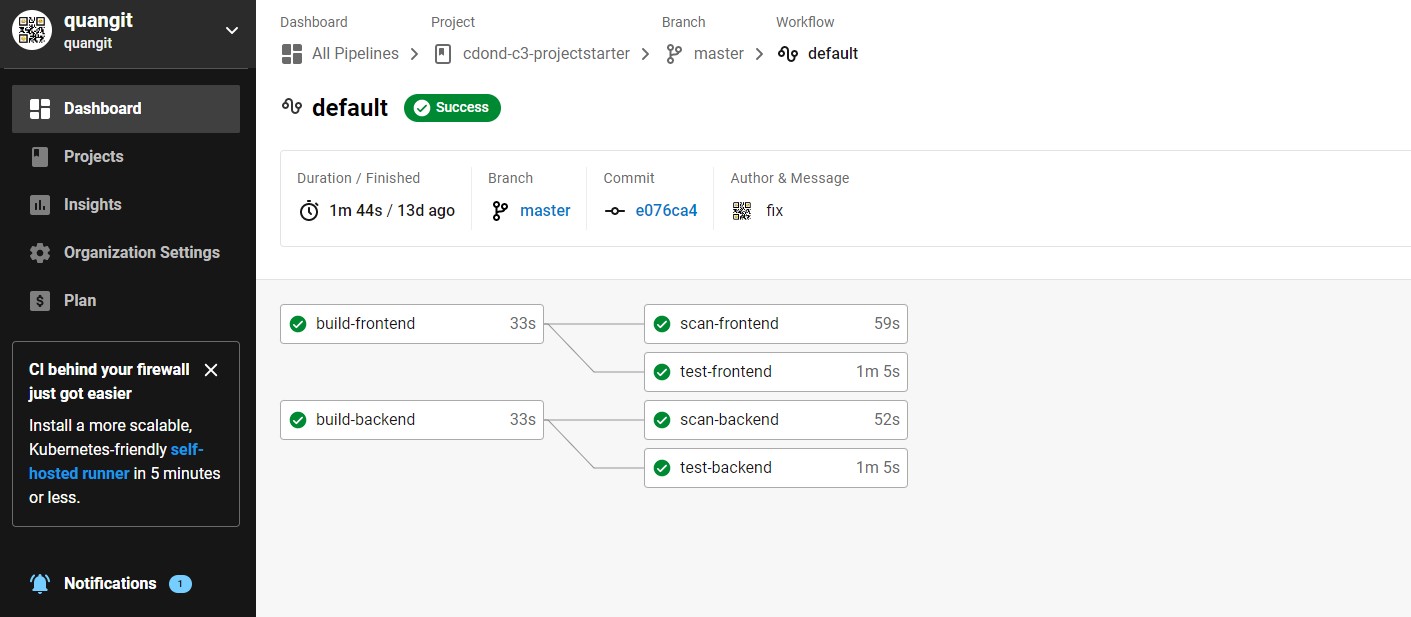 quangit
quangit
Dashboard
Projects
Insights
Organization Settings
Plan
CI behind your firewall
just got easier
Install a more scalable,
Kubernetes-friendly self-
hosted runner in 5 minutes
or less.
Notifications 1
Dashboard Project Branch Workflow
All Pipelines cdond-c3-projectstarter master default
default Success
Duration / Finished Branch Commit Author & Message
1m 44s / 13d ago master e076ca4 fix
build-frontend 33s scan-frontend 59s
test-frontend 1m 5s
build-backend 33s scan-backend 52s
test-backend 1m 5s